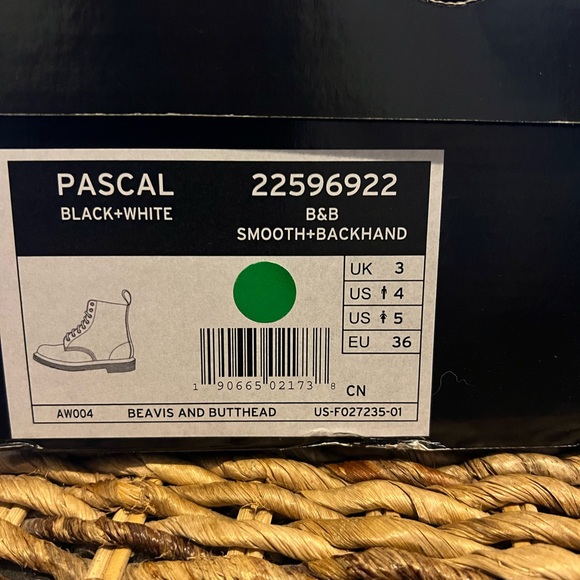 PASCAL
BLACK+WHITE
22596922
B&B
SMOOTH+BACKHAND
UK 3
US 4
US 5
EU 36
1 90665 02173 8
CN
AW004 BEAVIS AND BUTTHEAD US-F027235-01